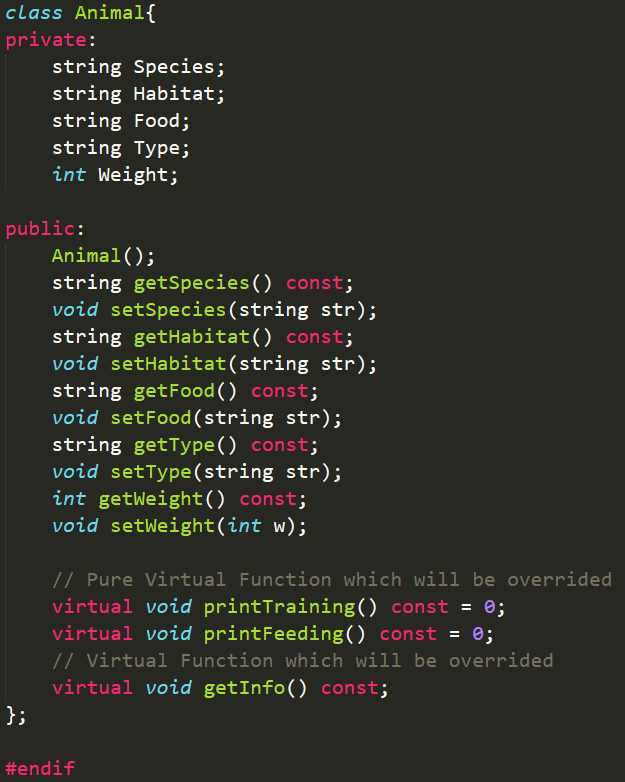 class Animal{
private:
    string Species;
    string Habitat;
    string Food;
    string Type;
    int Weight;

public:
    Animal();
    string getSpecies() const;
    void setSpecies(string str);
    string getHabitat() const;
    void setHabitat(string str);
    string getFood() const;
    void setFood(string str);
    string getType() const;
    void setType(string str);
    int getWeight() const;
    void setWeight(int w);

    // Pure Virtual Function which will be overrided
    virtual void printTraining() const = 0;
    virtual void printFeeding() const = 0;
    // Virtual Function which will be overrided
    virtual void getInfo() const;
};

#endif